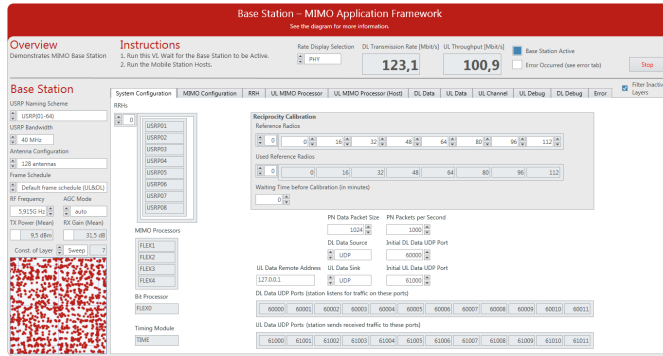 Base Station – MIMO Application Framework
See the diagram for more information.
Overview
Demonstrates MIMO Base Station
Instructions
1. Run this VI. Wait for the Base Station to be Active.
2. Run the Mobile Station Hosts.
Rate Display Selection
PHY
DL Transmission Rate [Mbit/s]
123,1
UL Throughput [Mbit/s]
100,9
Base Station Active
Error Occurred (see error tab)
Stop
Base Station
USRP Naming Scheme
USRP(01-64)
USRP Bandwidth
40 MHz
Antenna Configuration
128 antennas
Frame Schedule
Default frame schedule (UL&DL)
RF Frequency AGC Mode
5,915G Hz auto
TX Power (Mean) RX Gain (Mean)
9,5 dBm 31,5 dB
Const. of Layer Sweep 7
System Configuration MIMO Configuration RRH UL MIMO Processor UL MIMO Processor (Host) DL Data UL Data UL Channel UL Debug DL Debug Error
Filter Inactive
Layers
RRHs
0
USRP01
USRP02
USRP03
USRP04
USRP05
USRP06
USRP07
USRP08
MIMO Processors
FLEX1
FLEX2
FLEX3
FLEX4
Bit Processor
FLEX0
Timing Module
TIME
Reciprocity Calibration
Reference Radios
0 0 16 32 48 64 80 96 112
Used Reference Radios
0 0 16 32 48 64 80 96 112
Waiting Time before Calibration (in minutes)
0
PN Data Packet Size PN Packets per Second
1024 1000
DL Data Source Initial DL Data UDP Port
UDP 60000
UL Data Remote Address UL Data Sink Initial UL Data UDP Port
127.0.0.1 UDP 61000
DL Data UDP Ports (station listens for traffic on these ports)
60000 60001 60002 60003 60004 60005 60006 60007 60008 60009 60010 60011
UL Data UDP Ports (station sends received traffic to these ports)
61000 61001 61002 61003 61004 61005 61006 61007 61008 61009 61010 61011